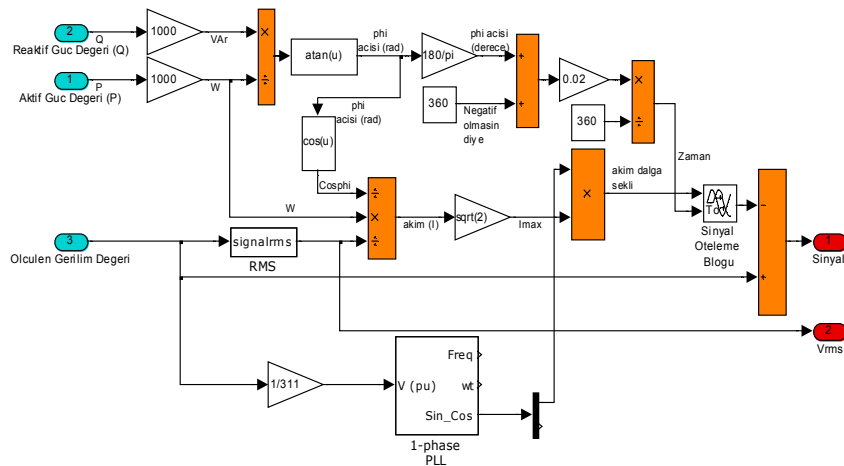 2
Q
Reaktif Guc Degeri (Q)
1000
VAr
1
P
Aktif Guc Degeri (P)
1000
W
×
÷
atan(u)
phi
acisi (rad)
180/pi
phi acisi
(derece)
360
Negatif
olmasin
diye
+
+
0.02
360
×
÷
Zaman
phi
acisi (rad)
cos(u)
Cosphi
W
÷
×
÷
akim (I)
sqrt(2)
Imax
×
akim dalga
sekli
To
Sinyal
Oteleme
Blogu
−
+
1
Sinyal
3
Olculen Gerilim Degeri
signalrms
RMS
2
Vrms
1/311
V (pu)
Freq
wt
Sin_Cos
1-phase
PLL